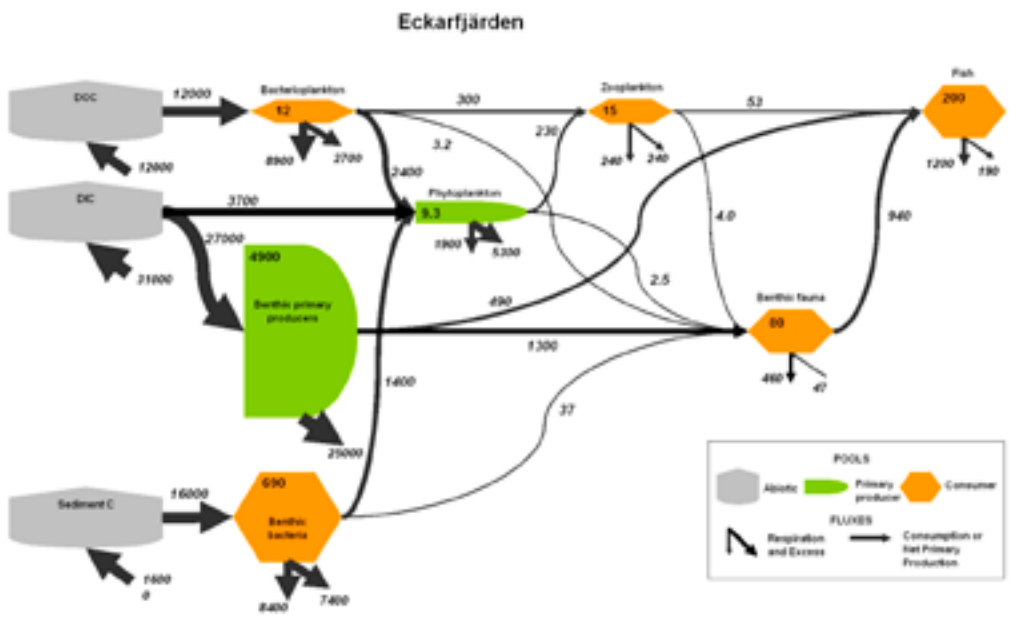 Eckarfjärden
DOC
12000
12000
Bacterioplankton
12
8900
2700
300
3.2
2400
Zooplankton
15
240
240
230
53
4.0
Fish
200
1200
190
DIC
3700
27000
31000
Phytoplankton
9.3
1900
5300
2.5
940
4900
Benthic primary
producers
25000
490
1300
1400
Benthic fauna
460
47
37
Sediment C
16000
1600
0
690
Benthic
bacteria
8400
7400
POOLS
Abiotic
Primary
producer
Consumer
FLUXES
Respiration
and Excess
Consumption or
Net Primary
Production